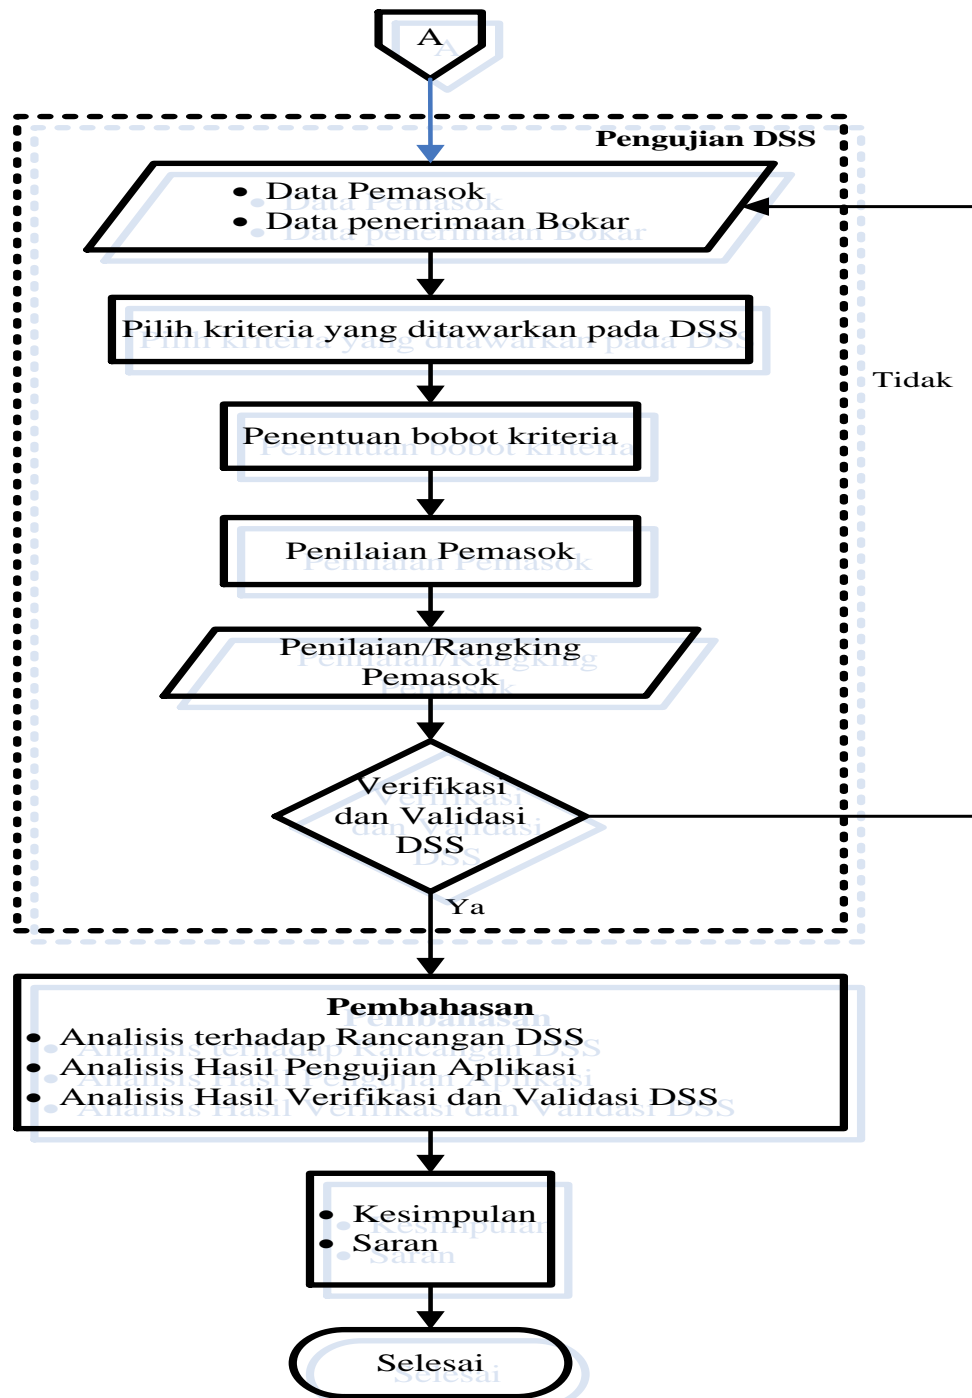 A
Pengujian DSS
• Data Pemasok
• Data penerimaan Bokar
Pilih kriteria yang ditawarkan pada DSS
Tidak
Penentuan bobot kriteria
Penilaian Pemasok
Penilaian/Rangking
Pemasok
Verifikasi
dan Validasi
DSS
Ya
Pembahasan
• Analisis terhadap Rancangan DSS
• Analisis Hasil Pengujian Aplikasi
• Analisis Hasil Verifikasi dan Validasi DSS
• Kesimpulan
• Saran
Selesai